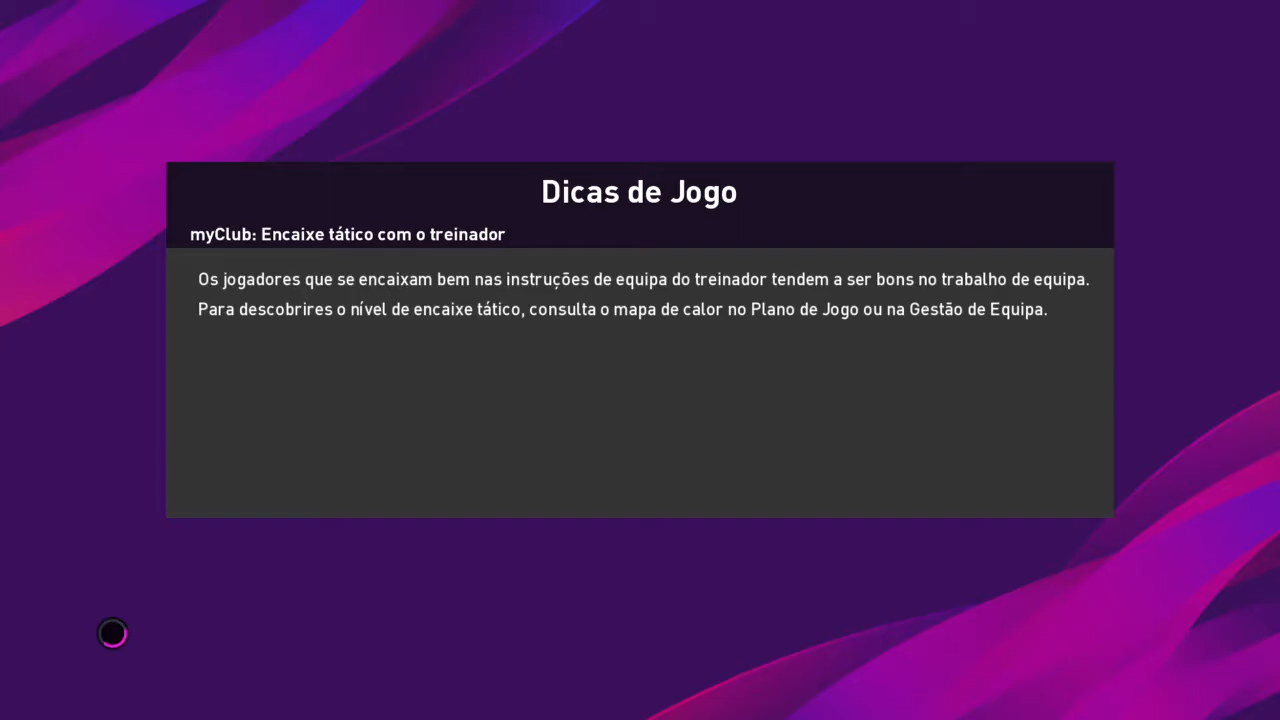 Dicas de Jogo
myClub: Encaixe tático com o treinador
Os jogadores que se encaixam bem nas instruções de equipa do treinador tendem a ser bons no trabalho de equipa.
Para descobrires o nível de encaixe tático, consulta o mapa de calor no Plano de Jogo ou na Gestão de Equipa.